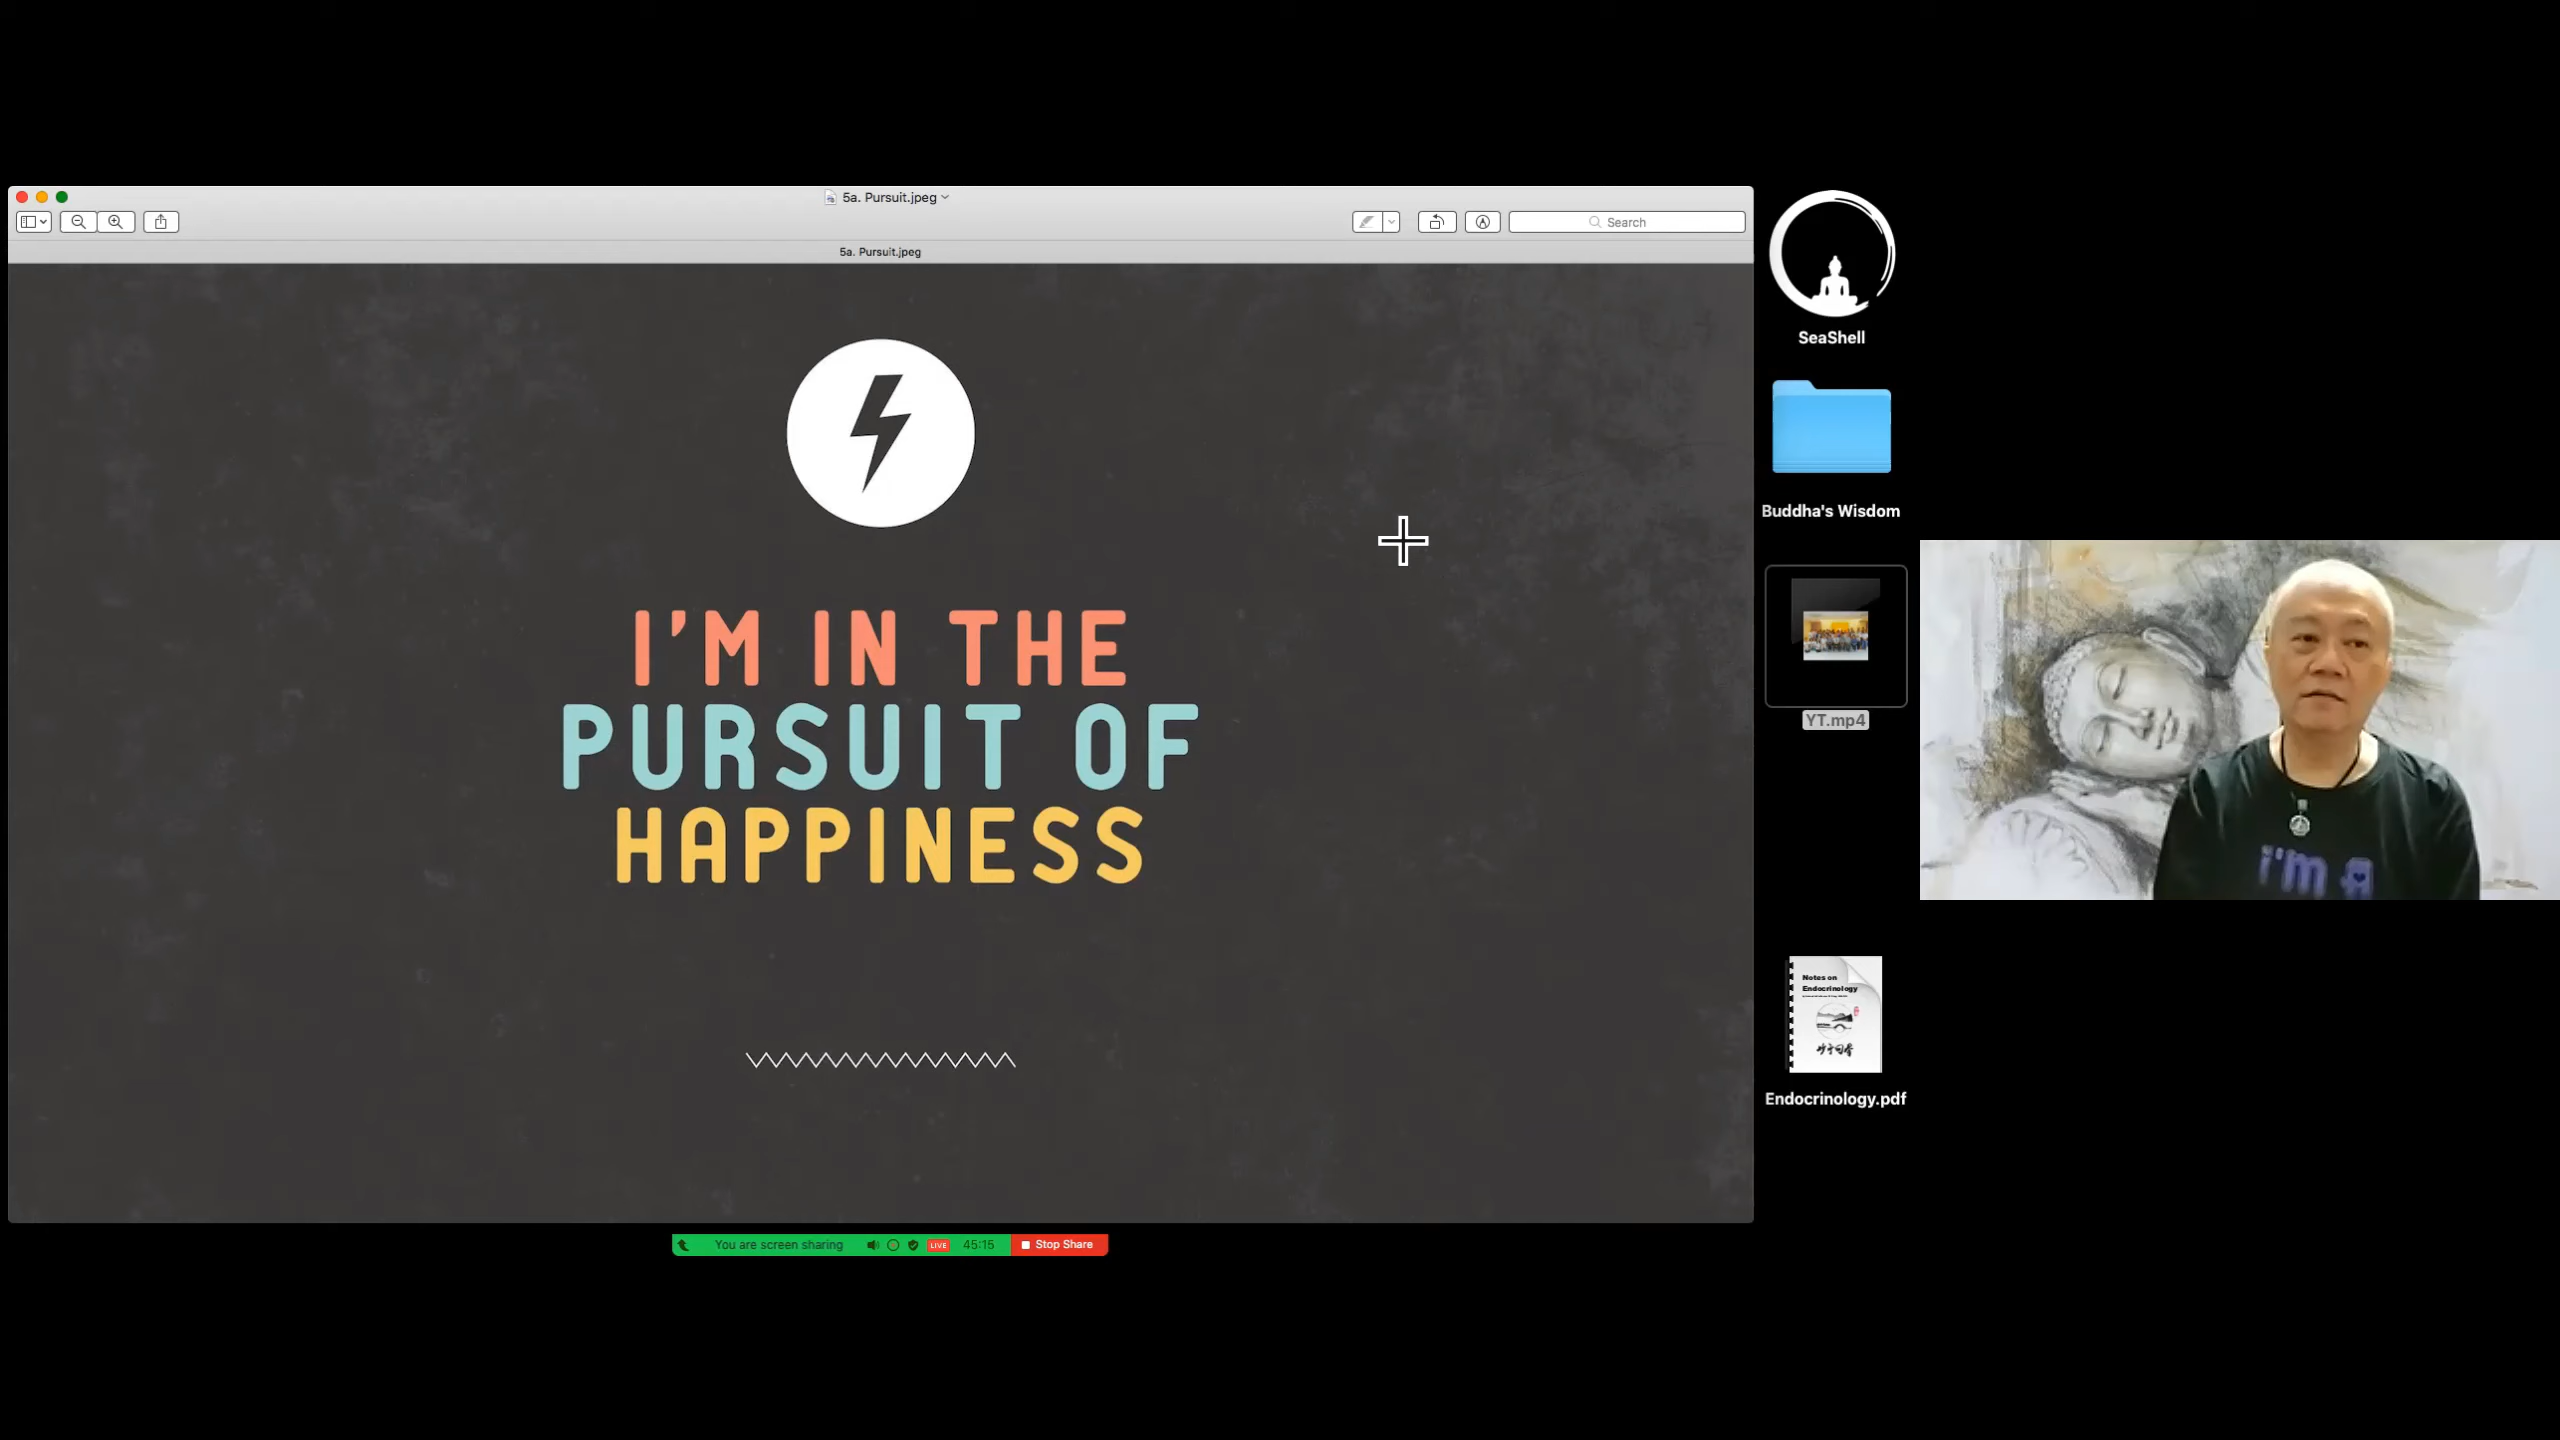 5a. Pursuit.jpeg
Search
5a. Pursuit.jpeg
I'M IN THE
PURSUIT OF
HAPPINESS
SeaShell
Buddha's Wisdom
YT.mp4
i'm a
Notes on
Endocrinology
Endocrinology.pdf
You are screen sharing
LIVE
45:15
Stop Share